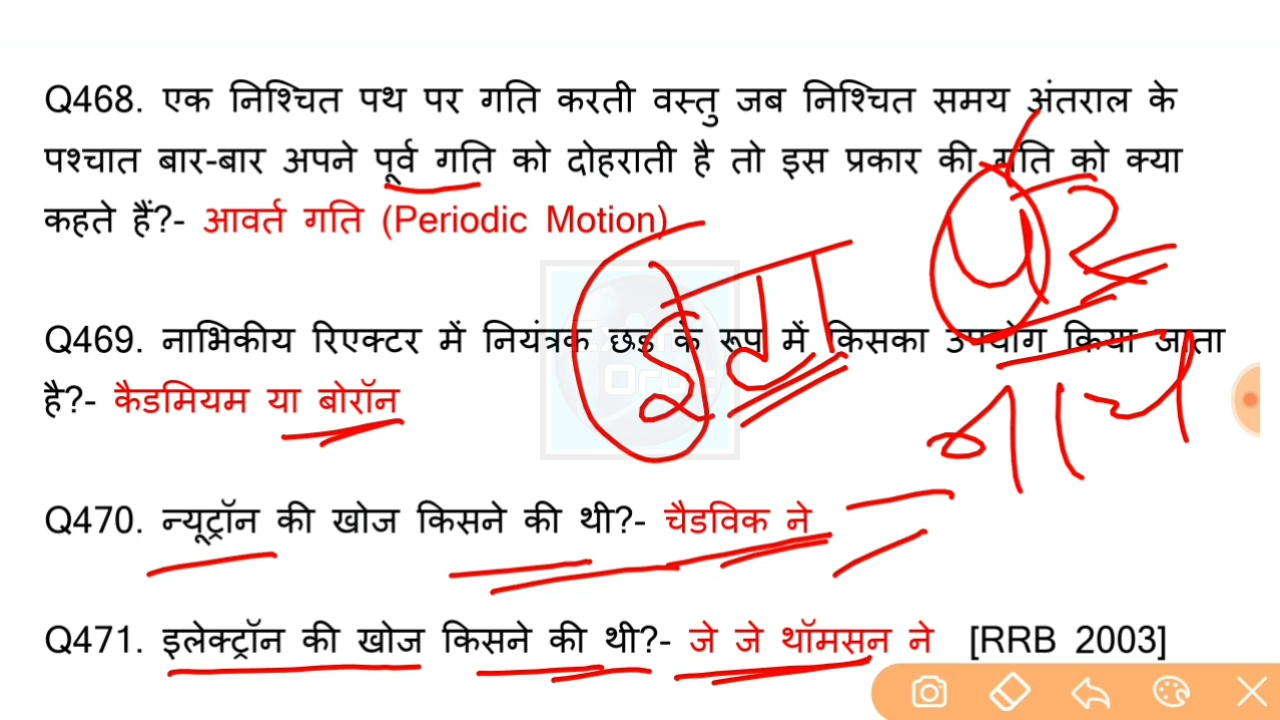 Q468. एक निश्चित पथ पर गति करती वस्तु जब निश्चित समय अंतराल के
पश्चात बार-बार अपने पूर्व गति को दोहराती है तो इस प्रकार की गति को क्या
कहते हैं?- आवर्त गति (Periodic Motion)
Q469. नाभिकीय रिएक्टर में नियंत्रक छड़ के रूप में किसका उपयोग किया जाता
है?- कैडमियम या बोरॉन
Q470. न्यूट्रॉन की खोज किसने की थी?- चैडविक ने
Q471. इलेक्ट्रॉन की खोज किसने की थी?- जे जे थॉमसन ने [RRB 2003]